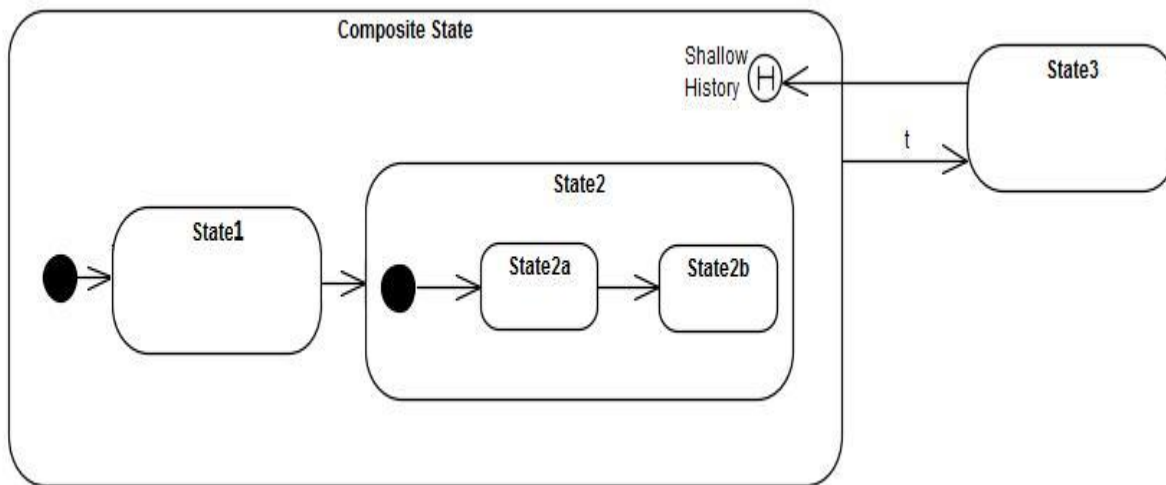 Composite State
Shallow
History
H
State3
t
State2
State1
State2a
State2b